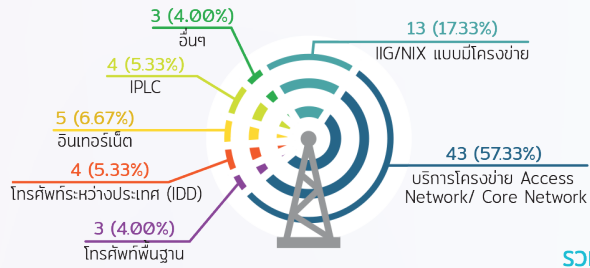 3 (4.00%)
อื่นๆ
13 (17.33%)
IIG/NIX แบบมีโครงข่าย
4 (5.33%)
IPLC
5 (6.67%)
อินเทอร์เน็ต
43 (57.33%)
บริการโครงข่าย Access
Network/ Core Network
4 (5.33%)
โทรศัพท์ระหว่างประเทศ (IDD)
3 (4.00%)
โทรศัพท์พื้นฐาน